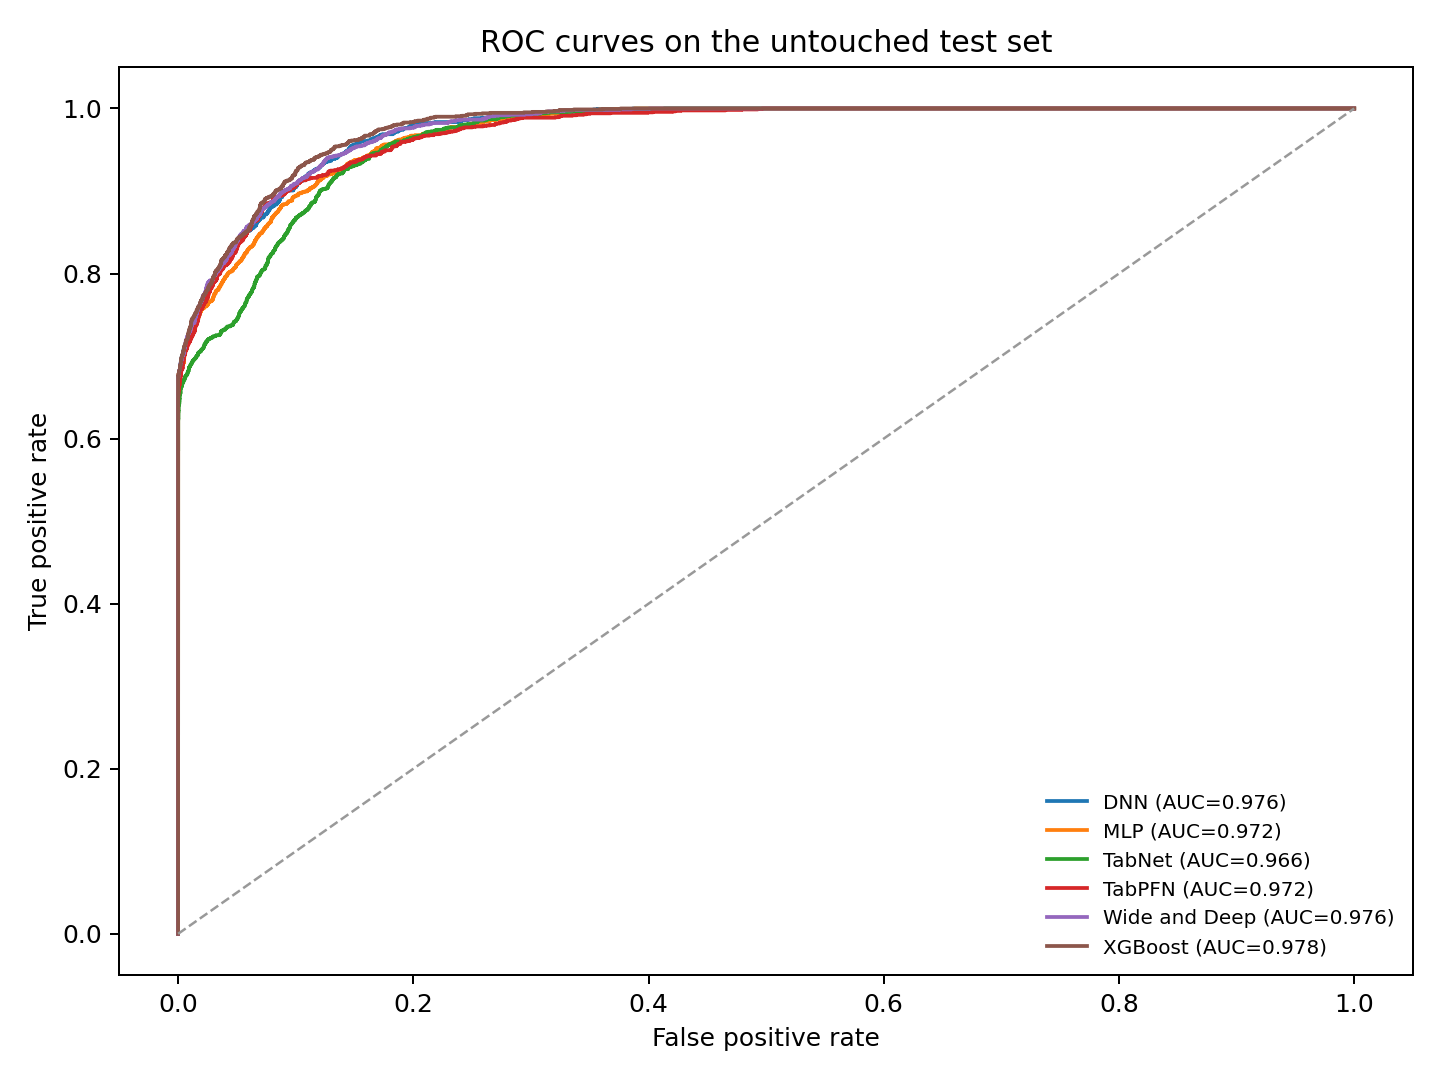 ROC curves on the untouched test set
1.0
0.8
0.6
0.4
0.2
0.0
True positive rate
DNN (AUC=0.976)
MLP (AUC=0.972)
TabNet (AUC=0.966)
TabPFN (AUC=0.972)
Wide and Deep (AUC=0.976)
XGBoost (AUC=0.978)
0.0 0.2 0.4 0.6 0.8 1.0
False positive rate